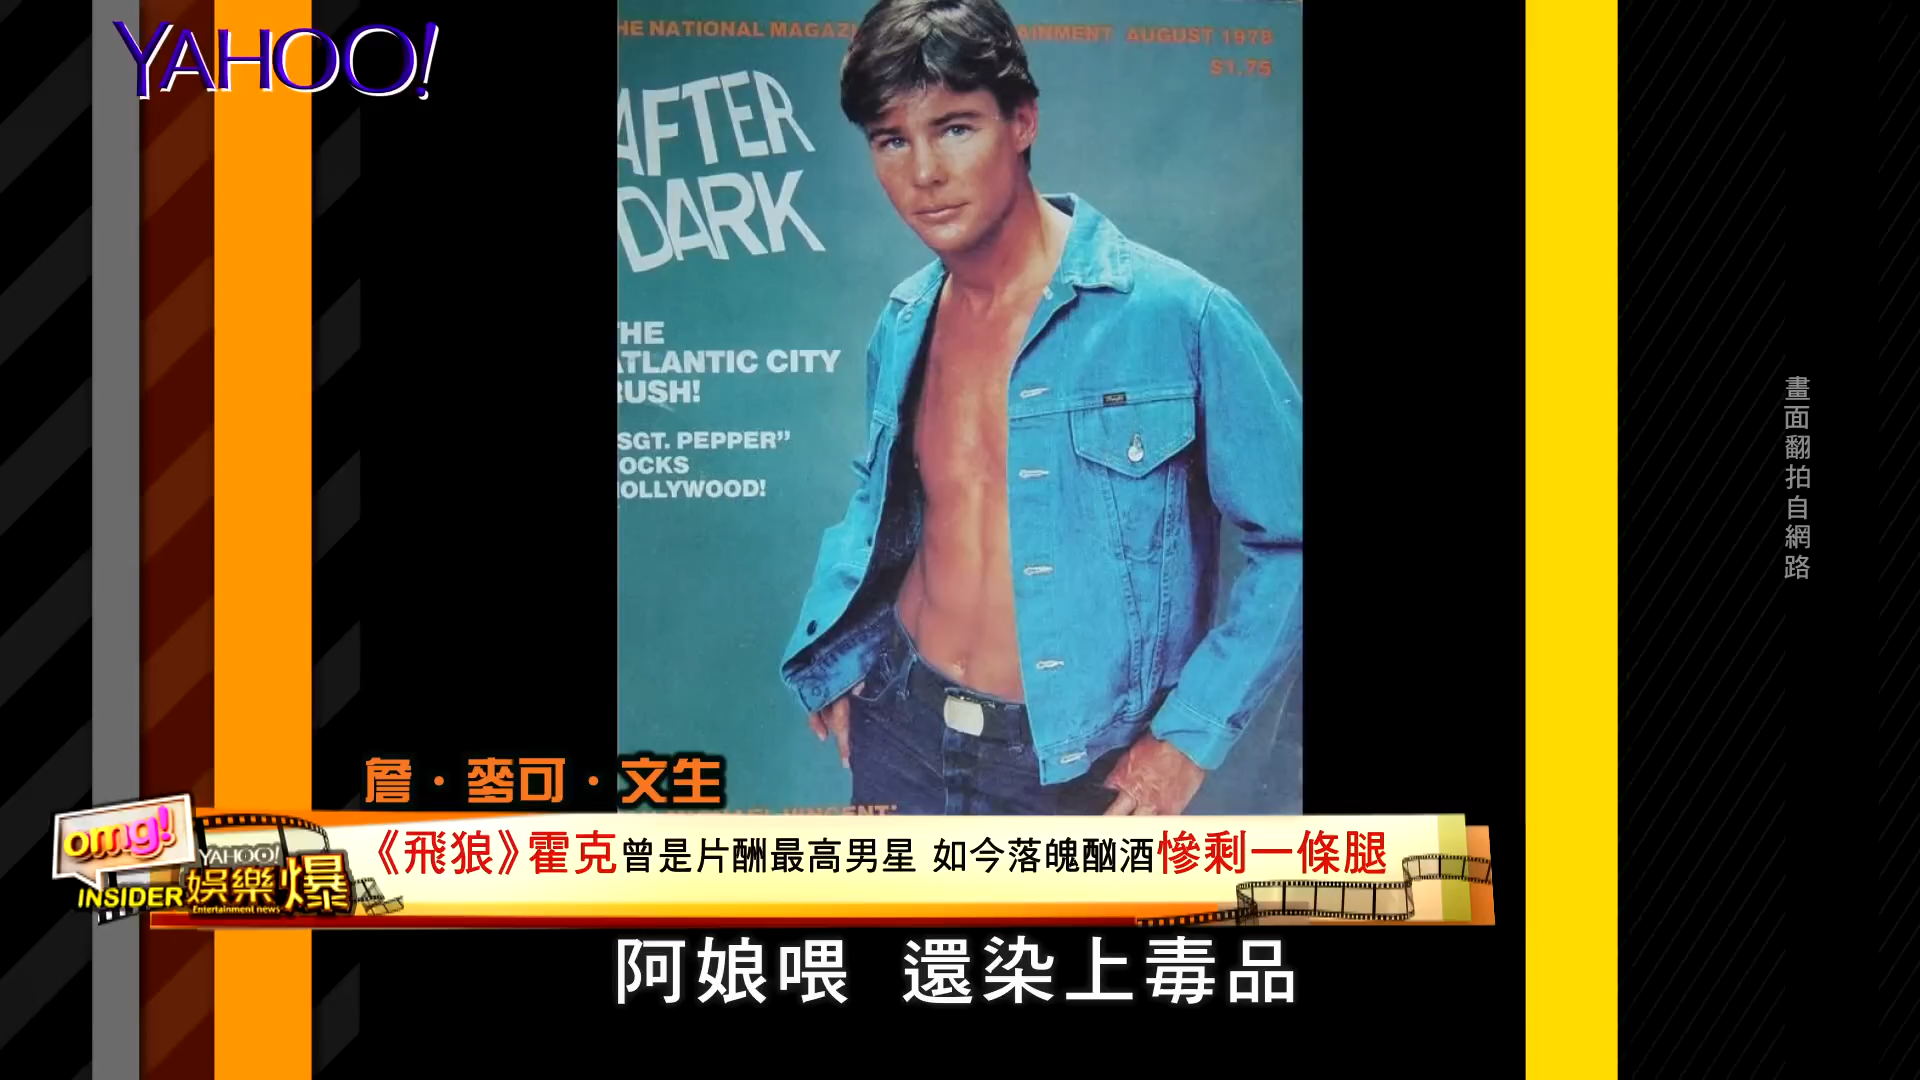 YAHOO!
HE NATIONAL MAGAZI AINMENT AUGUST 1978
$1.75
AFTER
DARK
THE
ATLANTIC CITY
RUSH!
SGT. PEPPER"
OCKS
OLLYWOOD!
畫面翻拍自網路
詹·麥可·文生
VINCENT:
《飛狼》霍克曾是片酬最高男星 如今落魄酗酒慘剩一條腿
omg!
INSIDER
YAHOO!
娛樂爆
Entertainment news
阿娘喂 還染上毒品